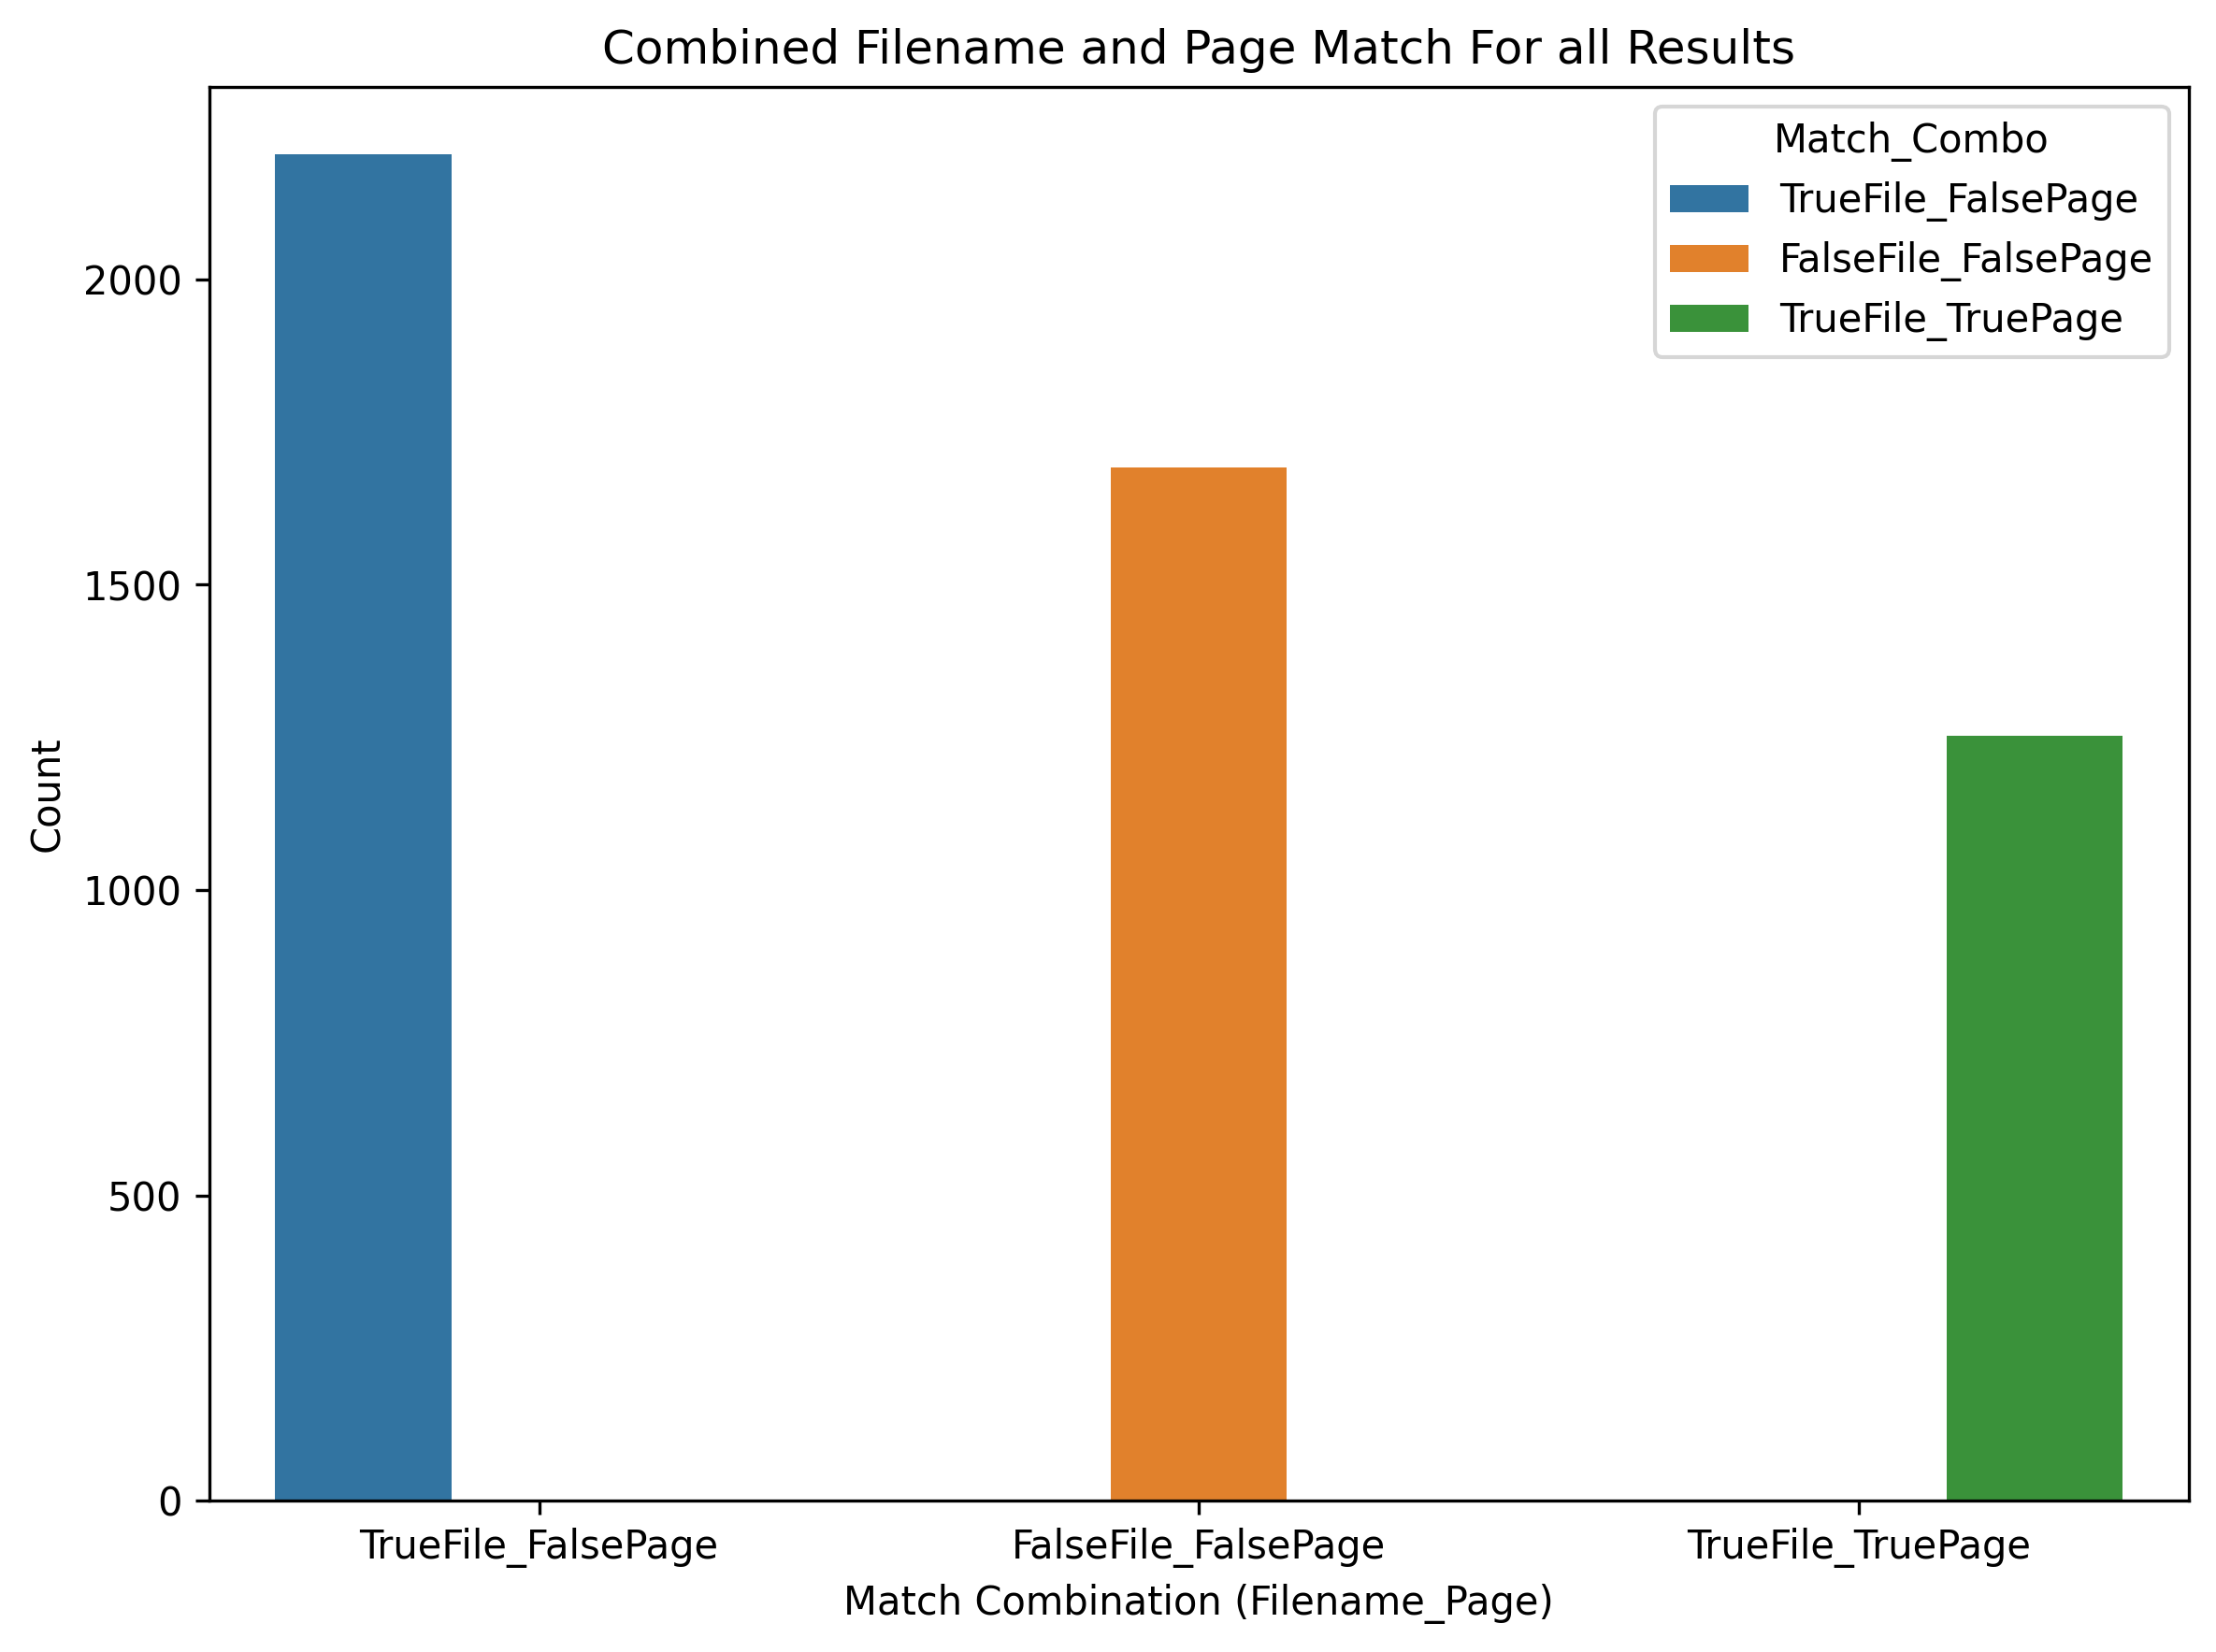 Combined Filename and Page Match For all Results
Match_Combo
TrueFile_FalsePage
FalseFile_FalsePage
TrueFile_TruePage
Count
2000
1500
1000
500
0
TrueFile_FalsePage
FalseFile_FalsePage
TrueFile_TruePage
Match Combination (Filename_Page)